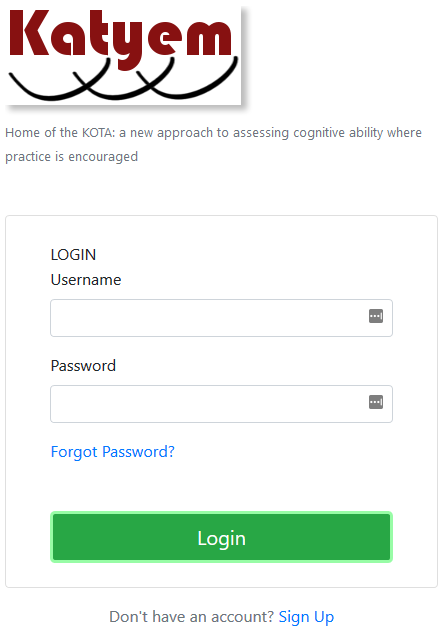 Katyem
Home of the KOTA: a new approach to assessing cognitive ability where
practice is encouraged
LOGIN
Username
Password
Forgot Password?
Login
Don't have an account? Sign Up